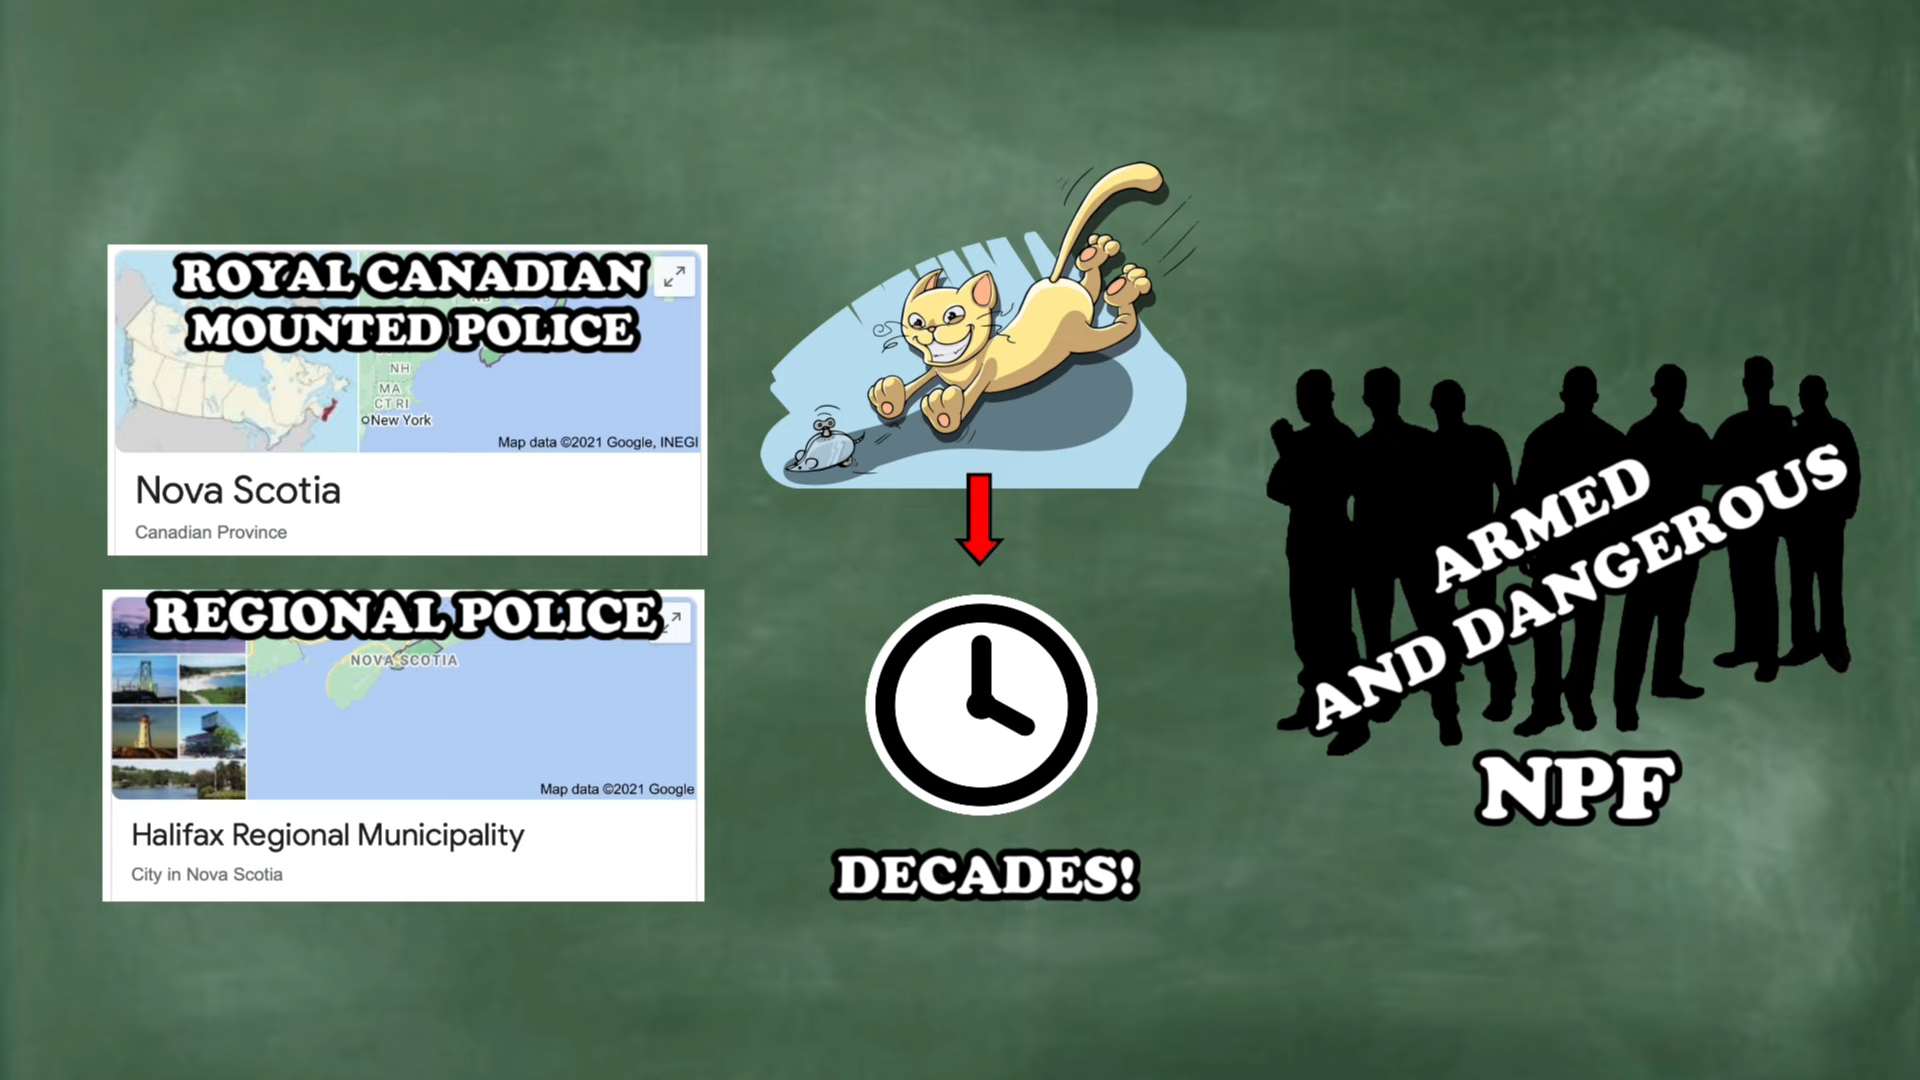 ROYAL CANADIAN
MOUNTED POLICE
NH
MA
CT RI
New York
Map data ©2021 Google, INEGI
Nova Scotia
Canadian Province
REGIONAL POLICE
NOVA SCOTIA
Map data ©2021 Google
Halifax Regional Municipality
City in Nova Scotia
DECADES!
ARMED
AND DANGEROUS
NPF